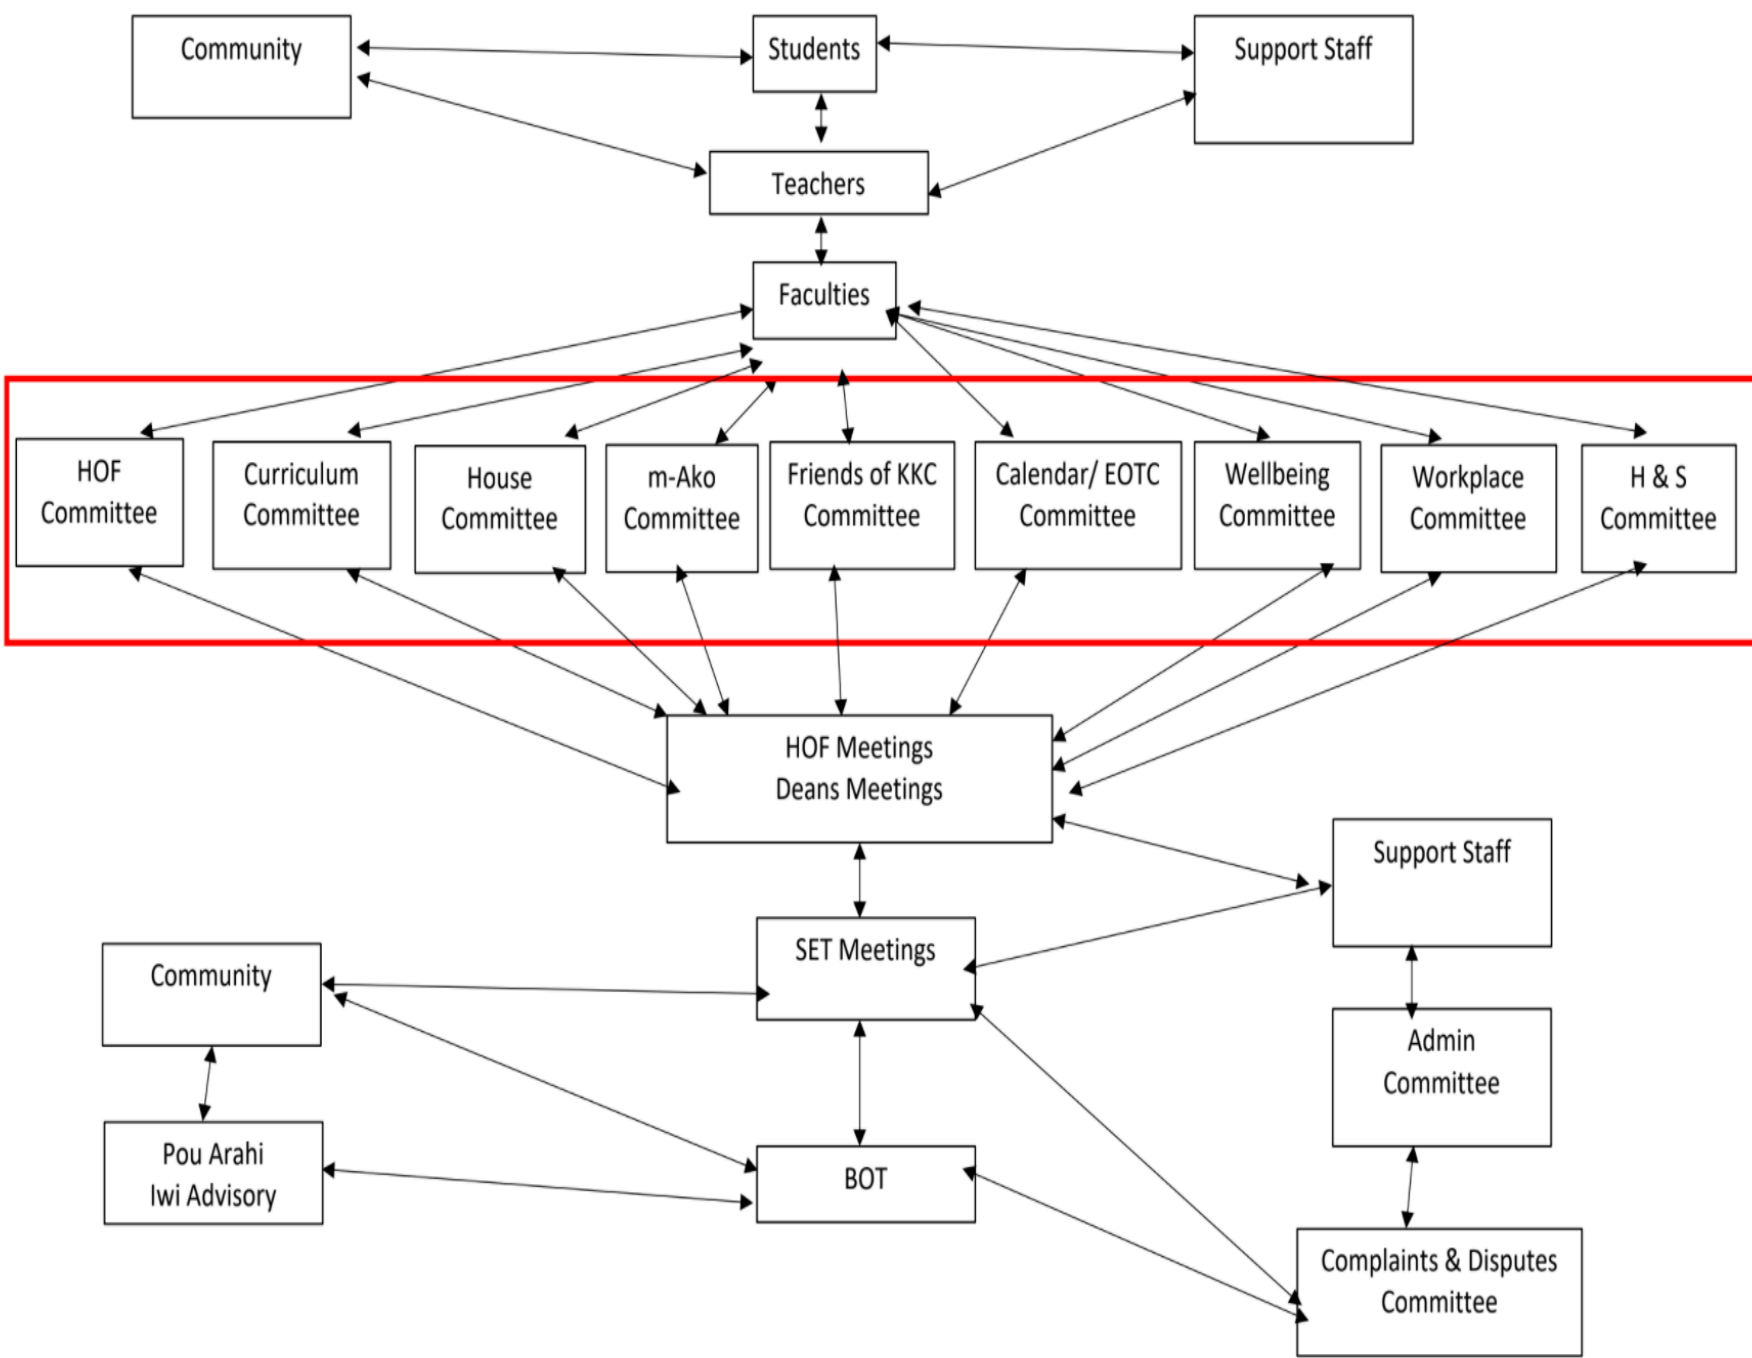 Community
Students
Support Staff
Teachers
Faculties
HOF
Committee
Curriculum
Committee
House
Committee
m-Ako
Committee
Friends of KKC
Committee
Calendar/ EOTC
Committee
Wellbeing
Committee
Workplace
Committee
H & S
Committee
HOF Meetings
Deans Meetings
Support Staff
SET Meetings
Community
Admin
Committee
Pou Arahi
Iwi Advisory
BOT
Complaints & Disputes
Committee